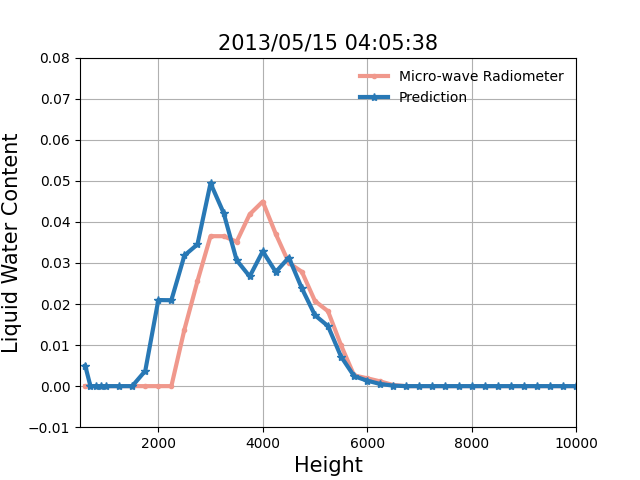 2013/05/15 04:05:38
0.08
0.07
0.06
0.05
0.04
0.03
0.02
0.01
0.00
−0.01
Liquid Water Content
Micro-wave Radiometer
Prediction
2000 4000 6000 8000 10000
Height